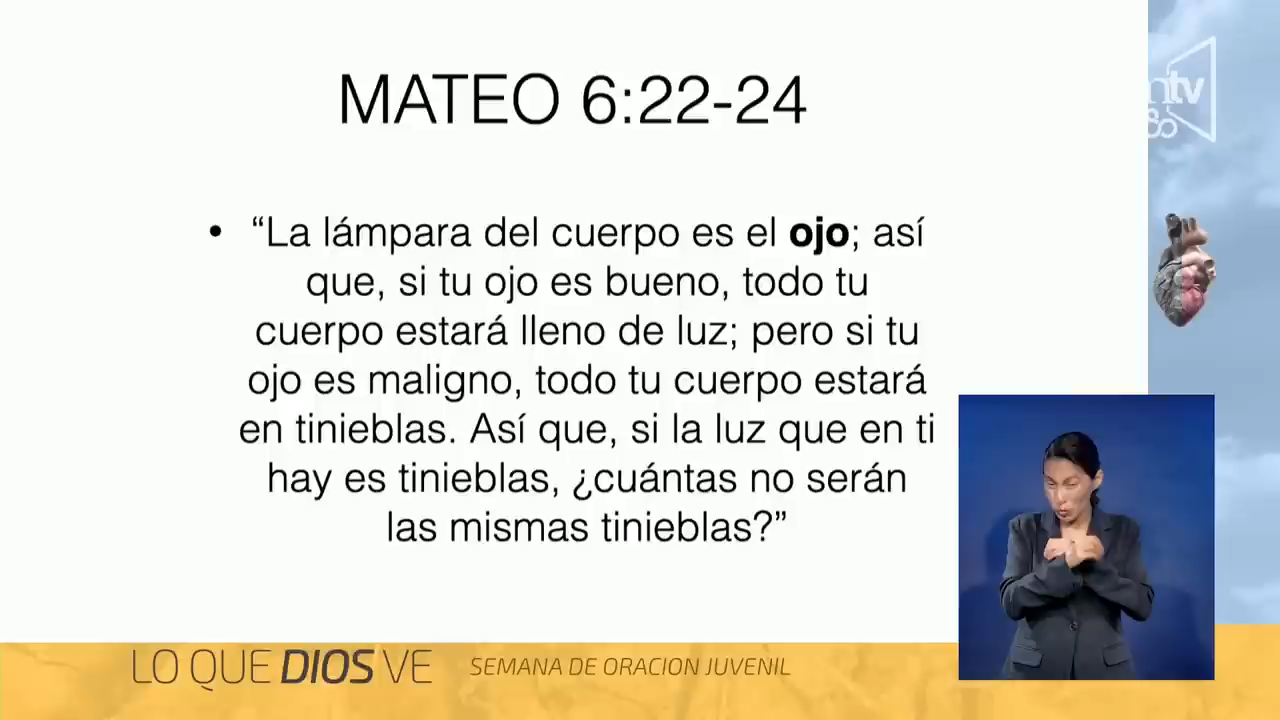 MATEO 6:22-24
• “La lámpara del cuerpo es el ojo; así
que, si tu ojo es bueno, todo tu
cuerpo estará lleno de luz; pero si tu
ojo es maligno, todo tu cuerpo estará
en tinieblas. Así que, si la luz que en ti
hay es tinieblas, ¿cuántas no serán
las mismas tinieblas?”
LO QUE DIOS VE
SEMANA DE ORACION JUVENIL